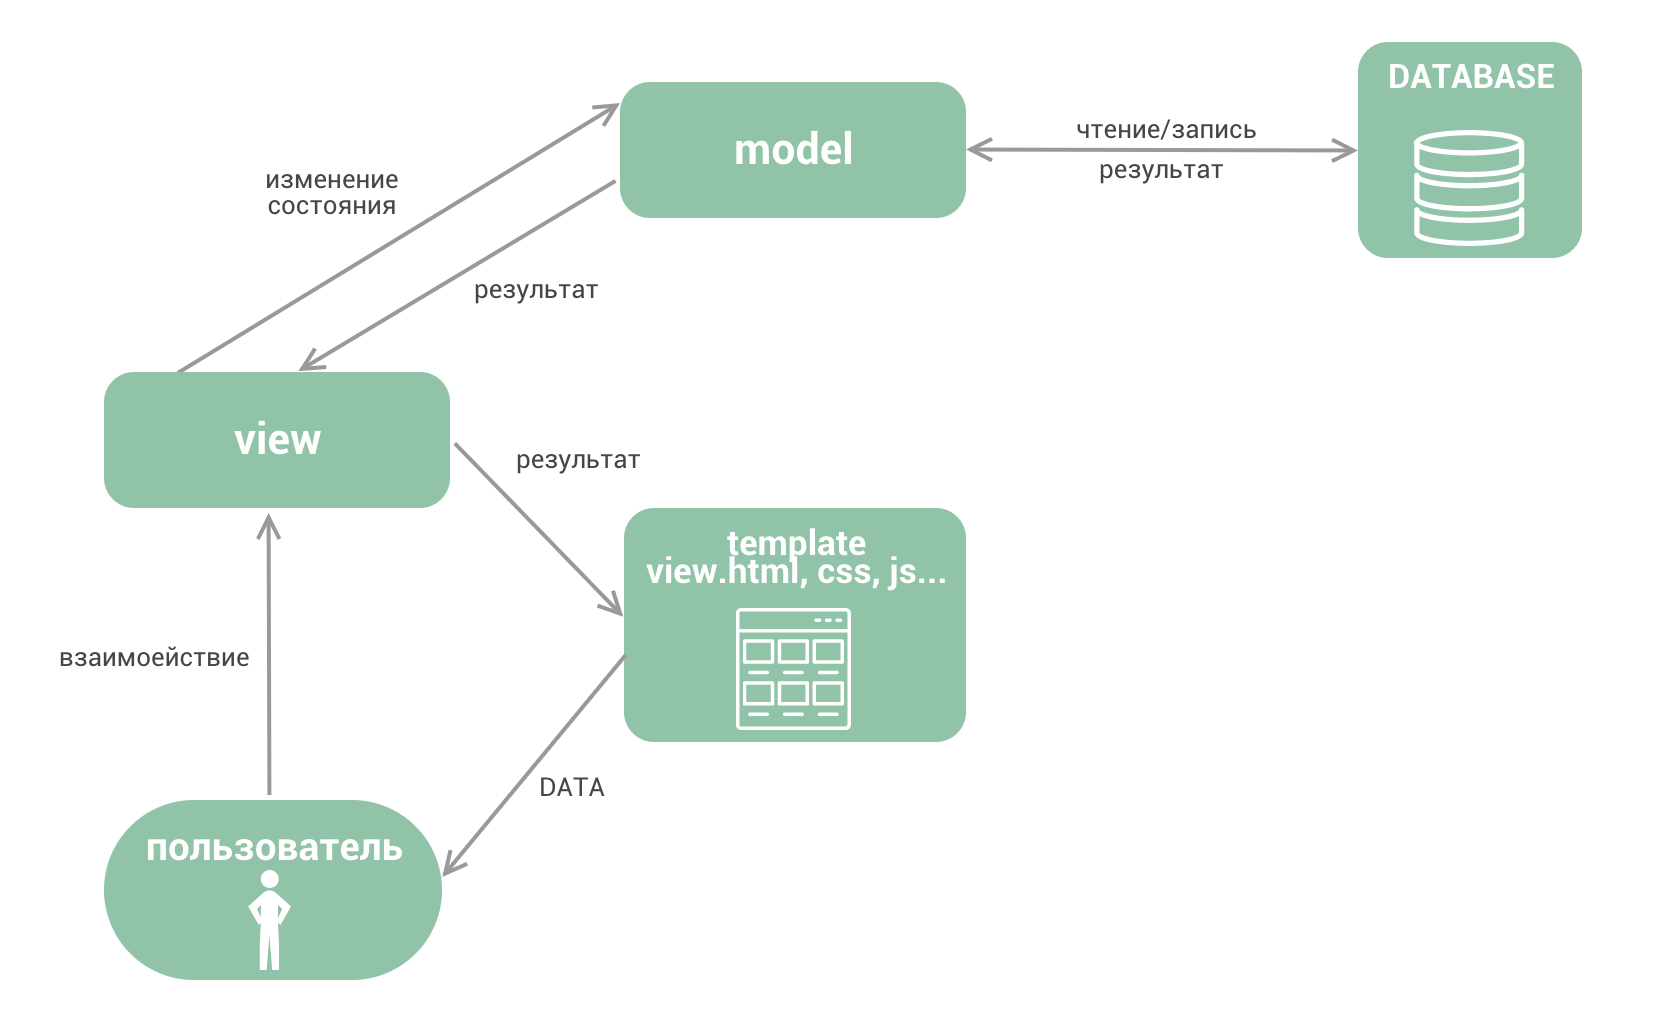 DATABASE
model
чтение/запись
результат
изменение
состояния
результат
view
результат
template
view.html, css, js...
взаимоействие
DATA
пользователь